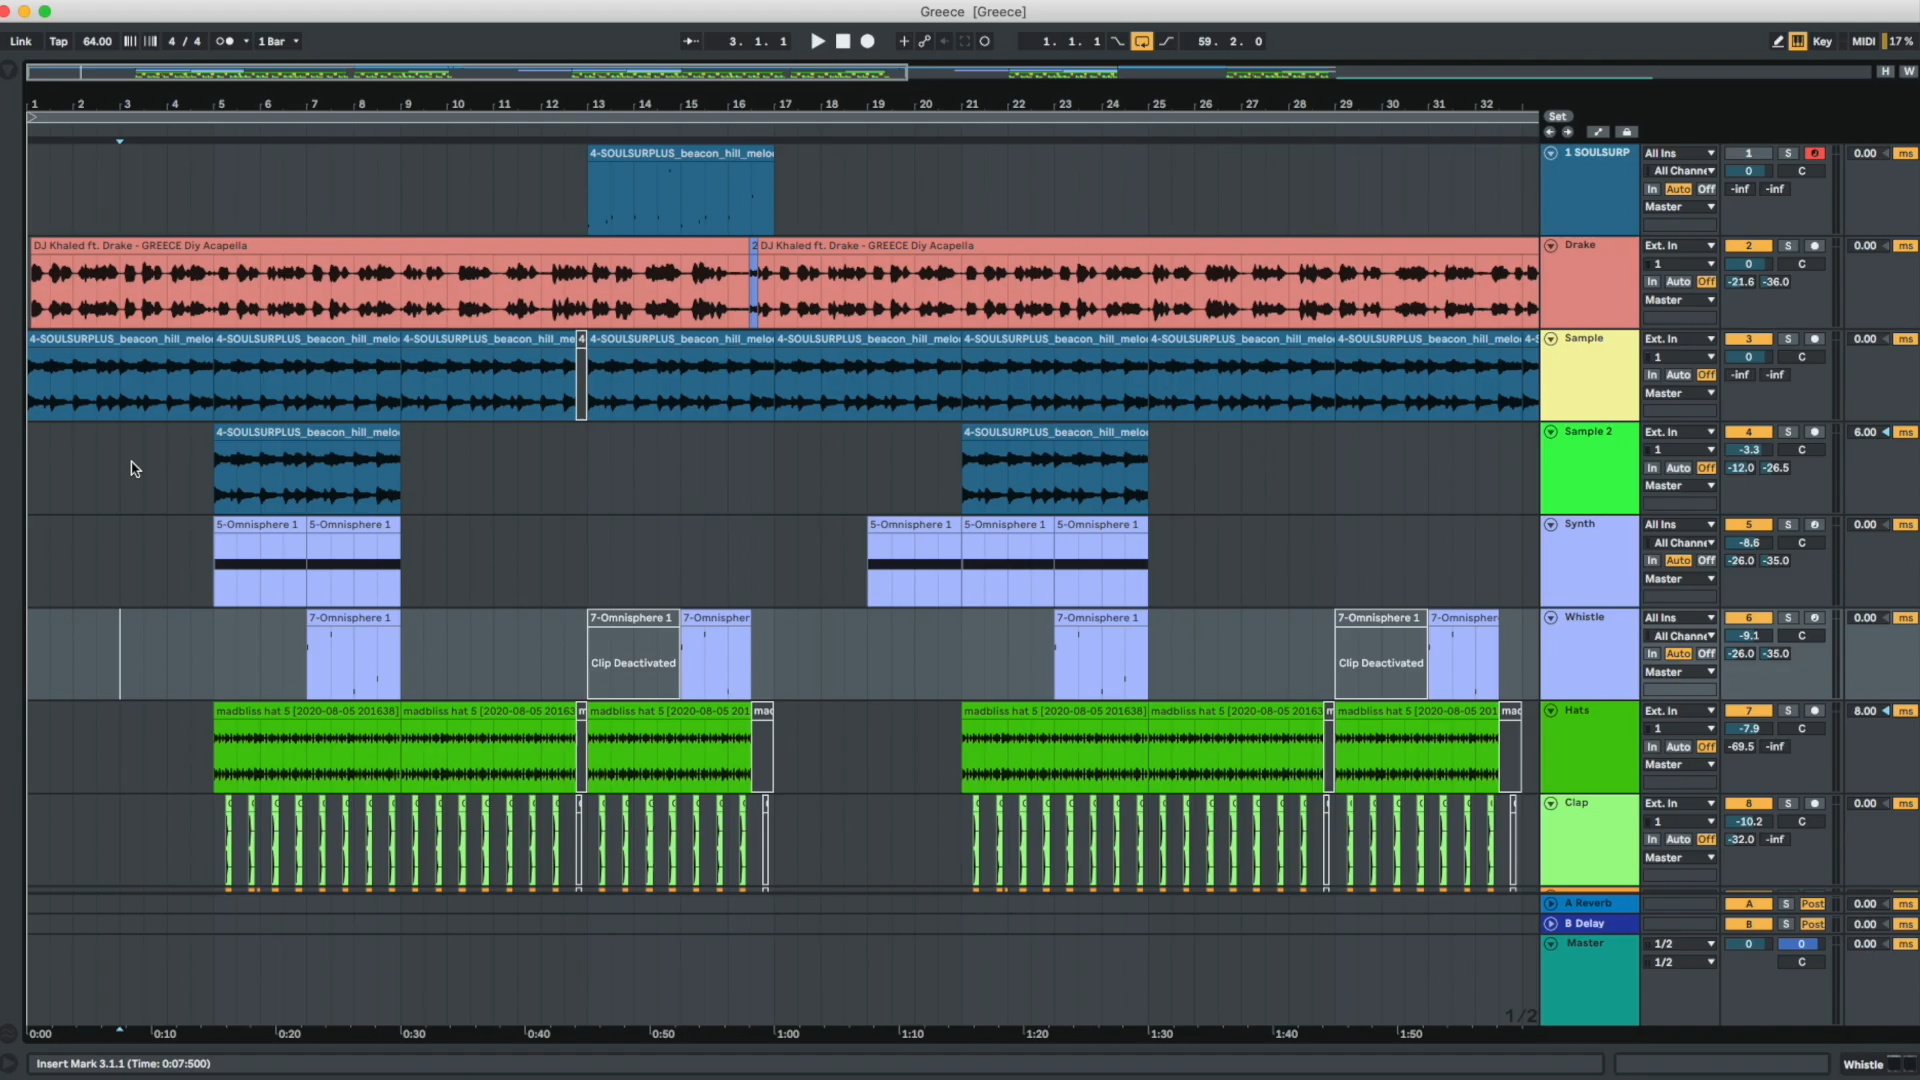 Greece [Greece]
Link Tap 64.00 4 / 4 1 Bar 3. 1. 1 1. 1. 1 59. 2. 0 Key MIDI 17 %
H W
1 2 3 4 5 6 7 8 9 10 11 12 13 14 15 16 17 18 19 20 21 22 23 24 25 26 27 28 29 30 31 32
Set
4-SOULSURPLUS_beacon_hill_melo 1 SOULSURP All Ins 1 S 0.00 ms
All Channe 0 C
In Auto Off -inf -inf
Master
DJ Khaled ft. Drake - GREECE Diy Acapella 2 DJ Khaled ft. Drake - GREECE Diy Acapella Drake Ext. In 2 S 0.00 ms
1 0 C
In Auto Off -21.6 -36.0
Master
4-SOULSURPLUS_beacon_hill_melo 4-SOULSURPLUS_beacon_hill_melo 4-SOULSURPLUS_beacon_hill_me 4 4-SOULSURPLUS_beacon_hill_melo 4-SOULSURPLUS_beacon_hill_melo 4-SOULSURPLUS_beacon_hill_melo 4-SOULSURPLUS_beacon_hill_melo 4-SOULSURPLUS_beacon_hill_melo 4-S Sample Ext. In 3 S 0.00 ms
1 0 C
In Auto Off -inf -inf
Master
4-SOULSURPLUS_beacon_hill_melo 4-SOULSURPLUS_beacon_hill_melo Sample 2 Ext. In 4 S 6.00 ms
1 -3.3 C
In Auto Off -12.0 -26.5
Master
5-Omnisphere 1 5-Omnisphere 1 5-Omnisphere 1 5-Omnisphere 1 5-Omnisphere 1 Synth All Ins 5 S 0.00 ms
All Channe -8.6 C
In Auto Off -26.0 -35.0
Master
7-Omnisphere 1 7-Omnisphere 1 7-Omnispher 7-Omnisphere 1 7-Omnisphere 1 7-Omnispher Whistle All Ins 6 S 0.00 ms
All Channe -9.1 C
In Auto Off -26.0 -35.0
Clip Deactivated Clip Deactivated
Master
madbliss hat 5 [2020-08-05 201638] madbliss hat 5 [2020-08-05 20163 m madbliss hat 5 [2020-08-05 201 mad madbliss hat 5 [2020-08-05 201638] madbliss hat 5 [2020-08-05 20163 m madbliss hat 5 [2020-08-05 201 mad Hats Ext. In 7 S 8.00 ms
1 -7.9 C
In Auto Off -69.5 -inf
Master
Clap Ext. In 8 S 0.00 ms
1 -10.2 C
In Auto Off -32.0 -inf
Master
A Reverb A S Post 0.00 ms
B Delay B S Post 0.00 ms
Master 1/2 0 0 0.00 ms
1/2 C
1/2
0:00 0:10 0:20 0:30 0:40 0:50 1:00 1:10 1:20 1:30 1:40 1:50
Insert Mark 3.1.1 (Time: 0:07:500) Whistle